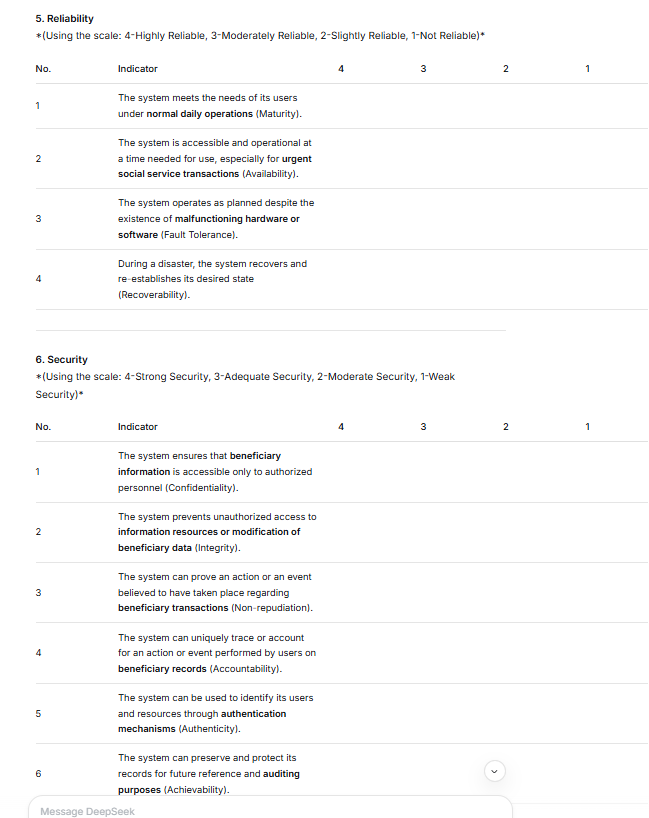 5. Reliability
*(Using the scale: 4-Highly Reliable, 3-Moderately Reliable, 2-Slightly Reliable, 1-Not Reliable)*
No. Indicator 4 3 2 1
1 The system meets the needs of its users
under normal daily operations (Maturity).
2 The system is accessible and operational at
a time needed for use, especially for urgent
social service transactions (Availability).
3 The system operates as planned despite the
existence of malfunctioning hardware or
software (Fault Tolerance).
4 During a disaster, the system recovers and
re-establishes its desired state
(Recoverability).
6. Security
*(Using the scale: 4-Strong Security, 3-Adequate Security, 2-Moderate Security, 1-Weak
Security)*
No. Indicator 4 3 2 1
1 The system ensures that beneficiary
information is accessible only to authorized
personnel (Confidentiality).
2 The system prevents unauthorized access to
information resources or modification of
beneficiary data (Integrity).
3 The system can prove an action or an event
believed to have taken place regarding
beneficiary transactions (Non-repudiation).
4 The system can uniquely trace or account
for an action or event performed by users on
beneficiary records (Accountability).
5 The system can be used to identify its users
and resources through authentication
mechanisms (Authenticity).
6 The system can preserve and protect its
records for future reference and auditing
purposes (Achievability).
Message DeepSeek